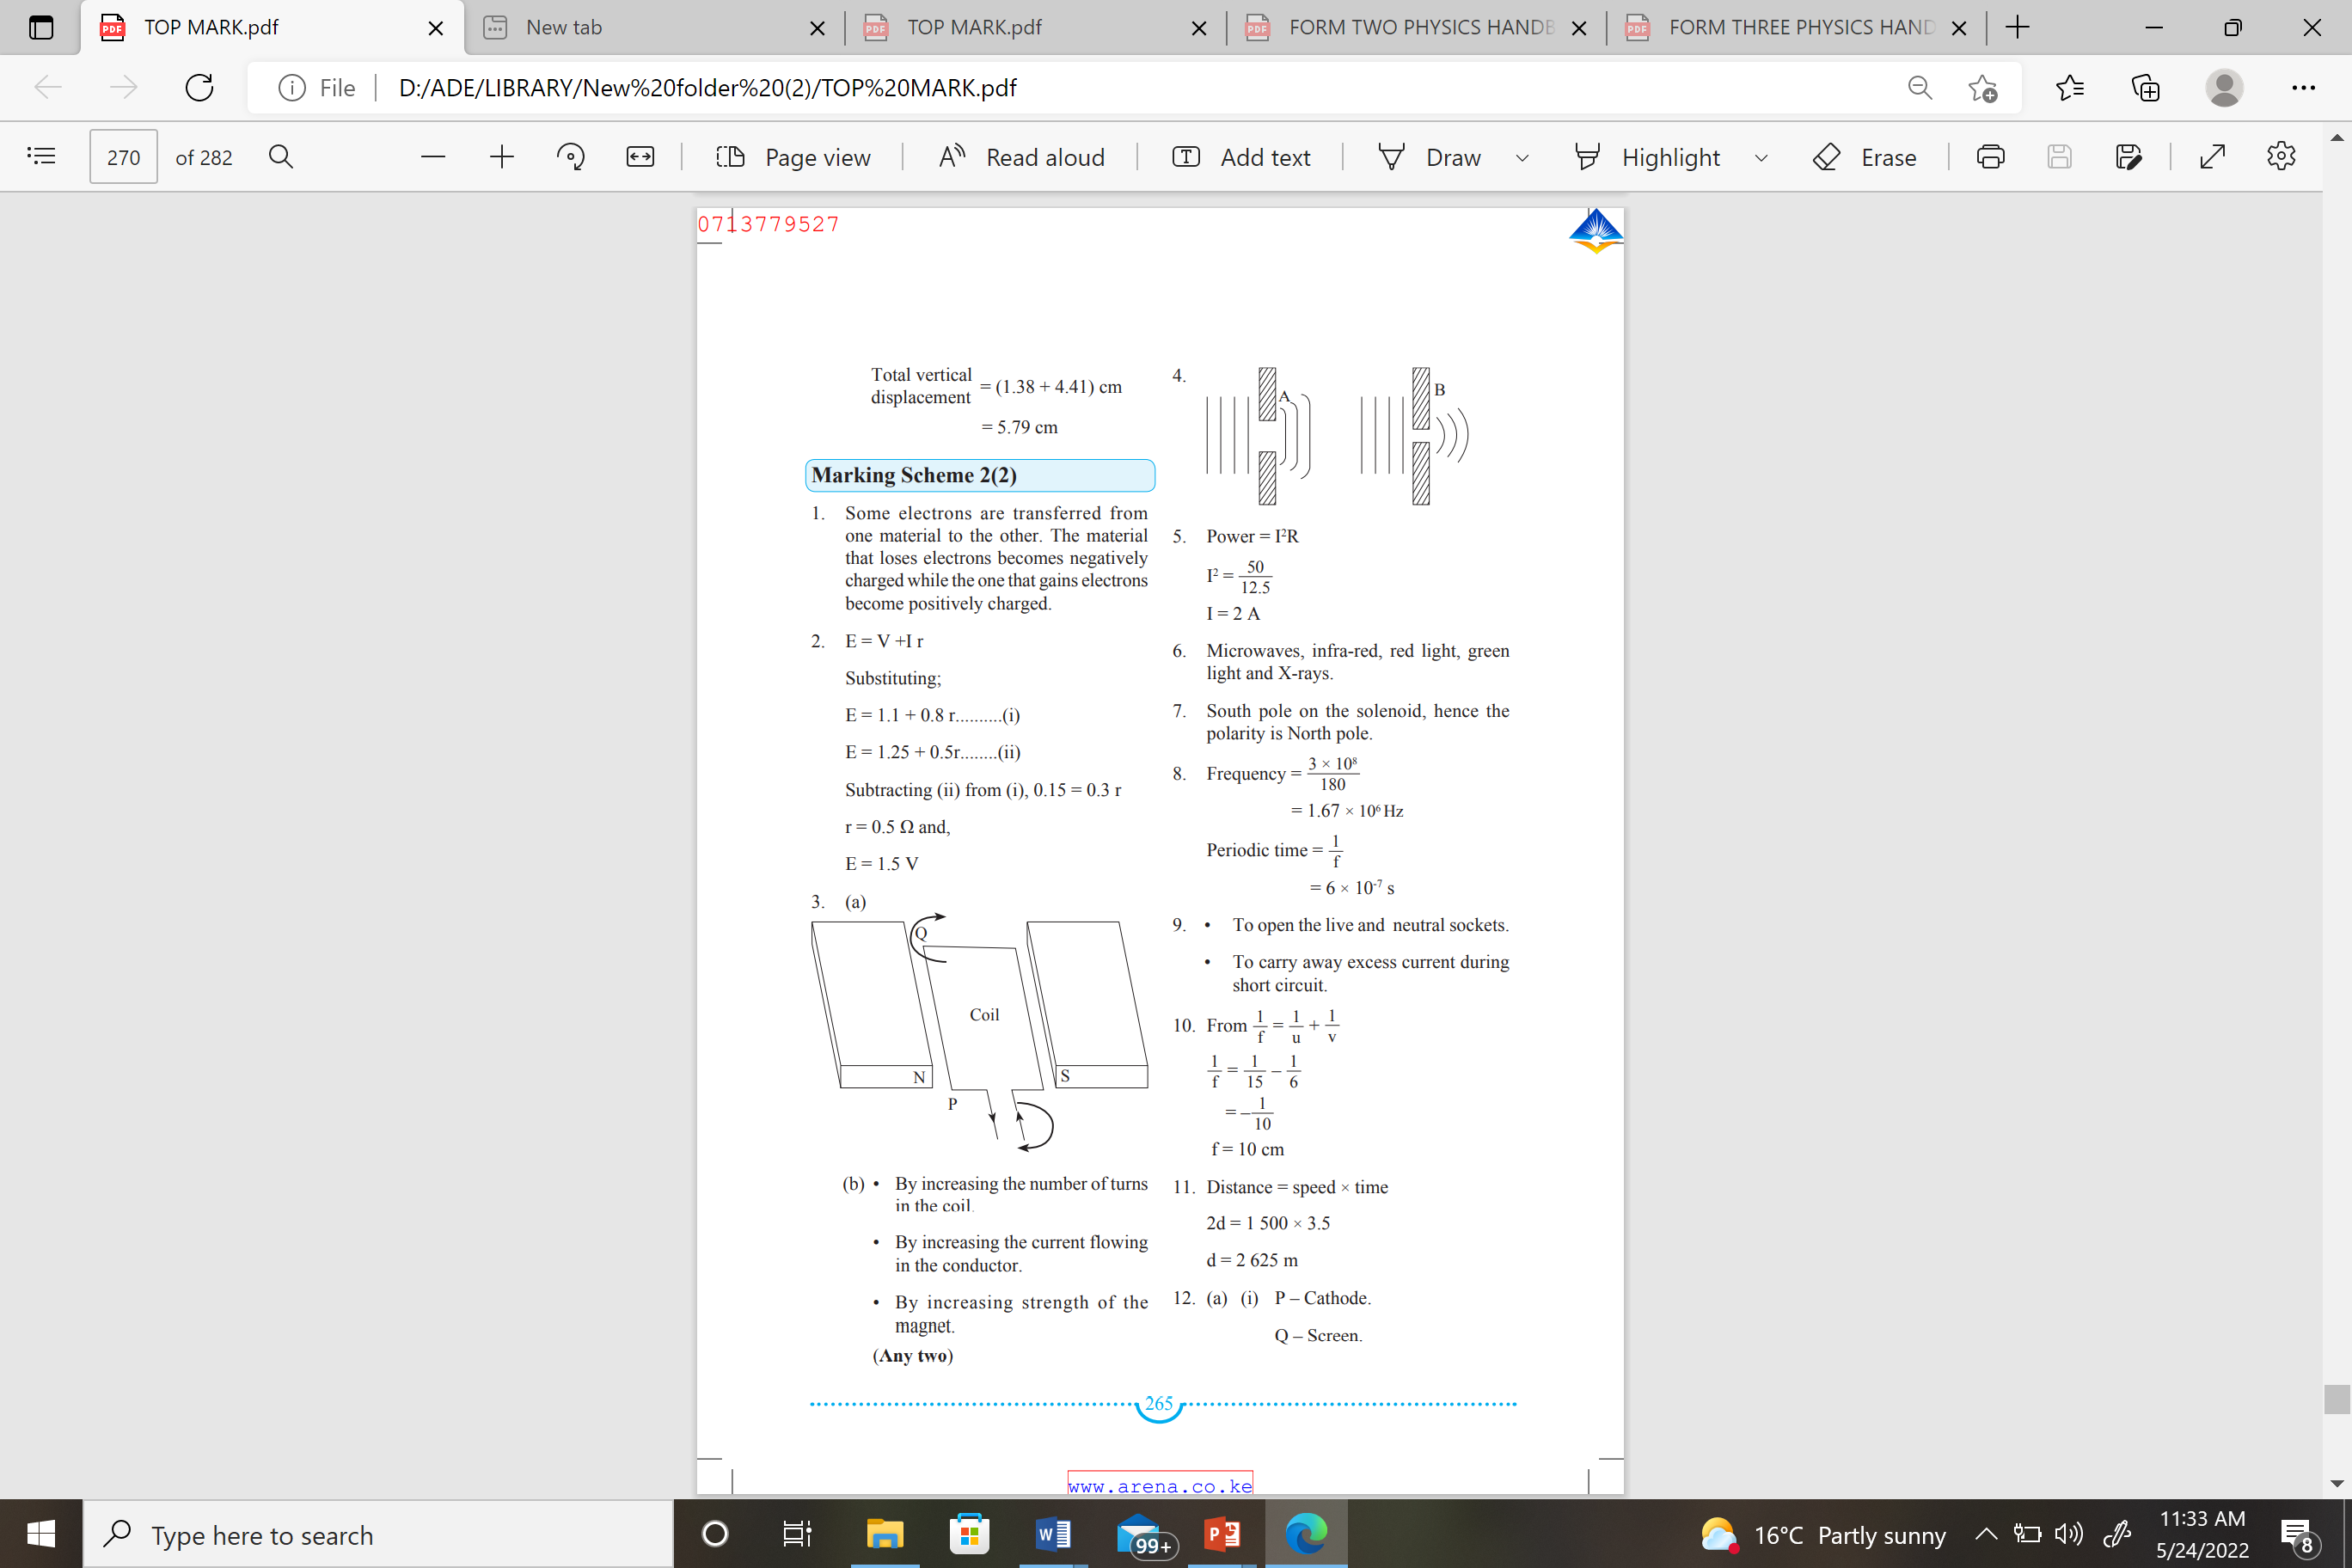 TOP MARK.pdf
New tab
TOP MARK.pdf
FORM TWO PHYSICS HANDB
FORM THREE PHYSICS HAND
File
D:/ADE/LIBRARY/New%20folder%20(2)/TOP%20MARK.pdf
270 of 282
Page view
Read aloud
Add text
Draw
Highlight
Erase
0713779527
Total vertical
displacement = (1.38 + 4.41) cm
= 5.79 cm
Marking Scheme 2(2)
1. Some electrons are transferred from
one material to the other. The material
that loses electrons becomes negatively
charged while the one that gains electrons
become positively charged.
2. E = V +I r
Substituting;
E = 1.1 + 0.8 r..........(i)
E = 1.25 + 0.5r........(ii)
Subtracting (ii) from (i), 0.15 = 0.3 r
r = 0.5 Ω and,
E = 1.5 V
3. (a)
Q
Coil
N
S
P
(b) • By increasing the number of turns
in the coil.
• By increasing the current flowing
in the conductor.
• By increasing strength of the
magnet.
(Any two)
4.
A
B
5. Power = I²R
I² = 50/12.5
I = 2 A
6. Microwaves, infra-red, red light, green
light and X-rays.
7. South pole on the solenoid, hence the
polarity is North pole.
8. Frequency = 3 × 10⁸/180
= 1.67 × 10⁶ Hz
Periodic time = 1/f
= 6 × 10⁻⁷ s
9. • To open the live and neutral sockets.
• To carry away excess current during
short circuit.
10. From 1/f = 1/u + 1/v
1/f = 1/15 – 1/6
= –1/10
f = 10 cm
11. Distance = speed × time
2d = 1 500 × 3.5
d = 2 625 m
12. (a) (i) P – Cathode.
Q – Screen.
265
www.arena.co.ke
Type here to search
99+
16°C Partly sunny
11:33 AM
5/24/2022
8